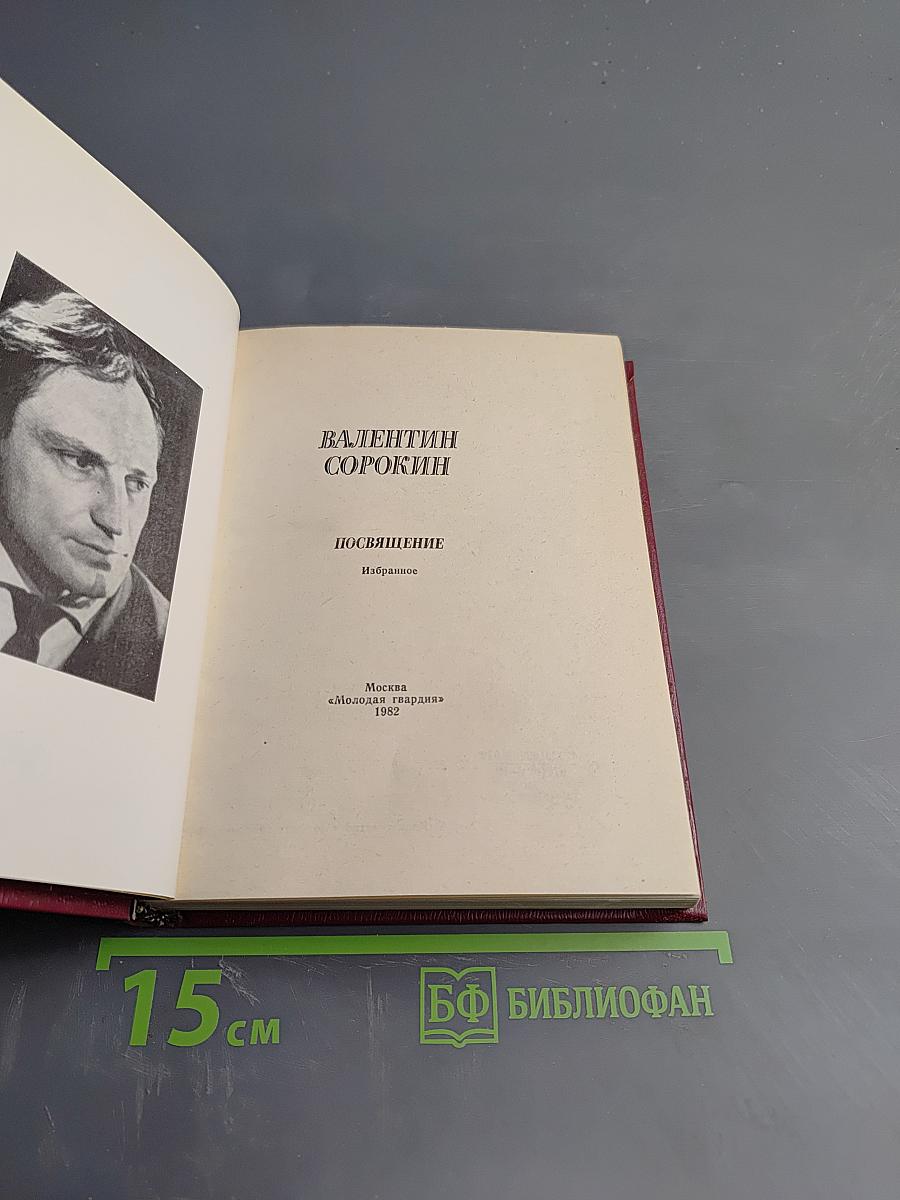 ВАЛЕНТИН
СОРОКИН
ПОСВЯЩЕНИЕ
Избранное
Москва
«Молодая гвардия»
1982
15 см
БФ БИБЛИОФАН